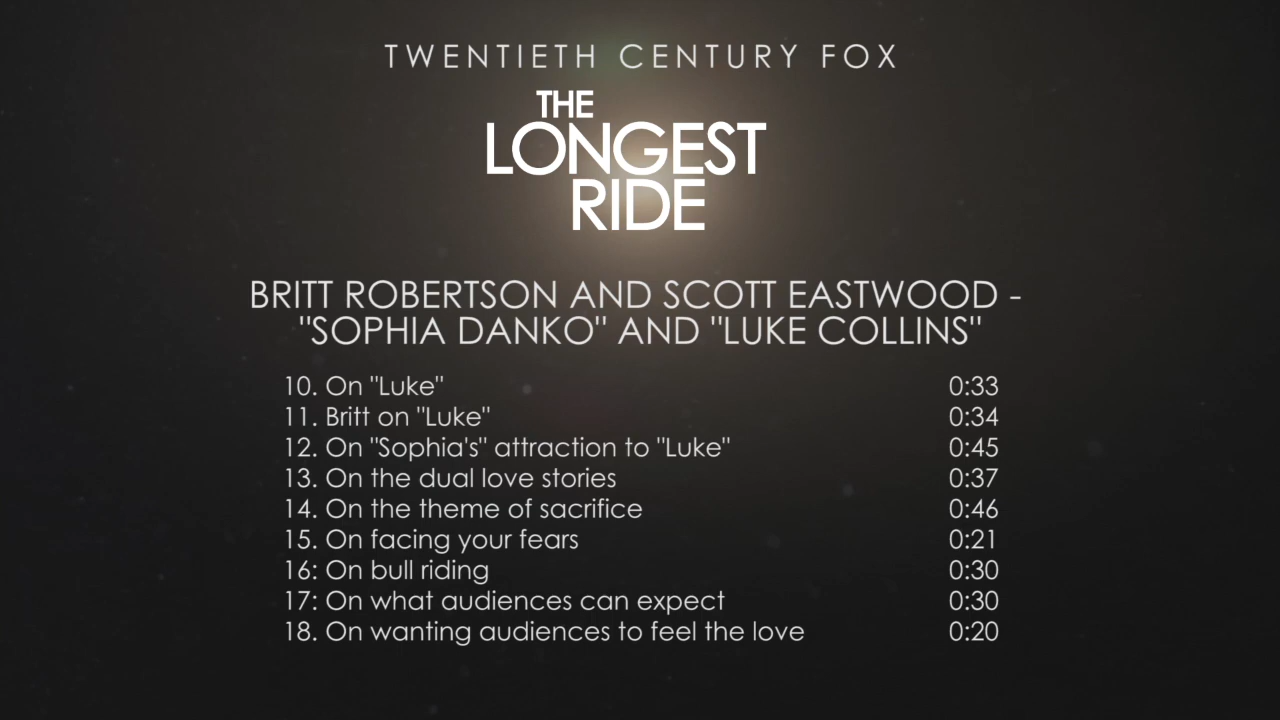 TWENTIETH CENTURY FOX
THE
LONGEST
RIDE
BRITT ROBERTSON AND SCOTT EASTWOOD -
"SOPHIA DANKO" AND "LUKE COLLINS"
10. On "Luke" 0:33
11. Britt on "Luke" 0:34
12. On "Sophia's" attraction to "Luke" 0:45
13. On the dual love stories 0:37
14. On the theme of sacrifice 0:46
15. On facing your fears 0:21
16: On bull riding 0:30
17: On what audiences can expect 0:30
18. On wanting audiences to feel the love 0:20